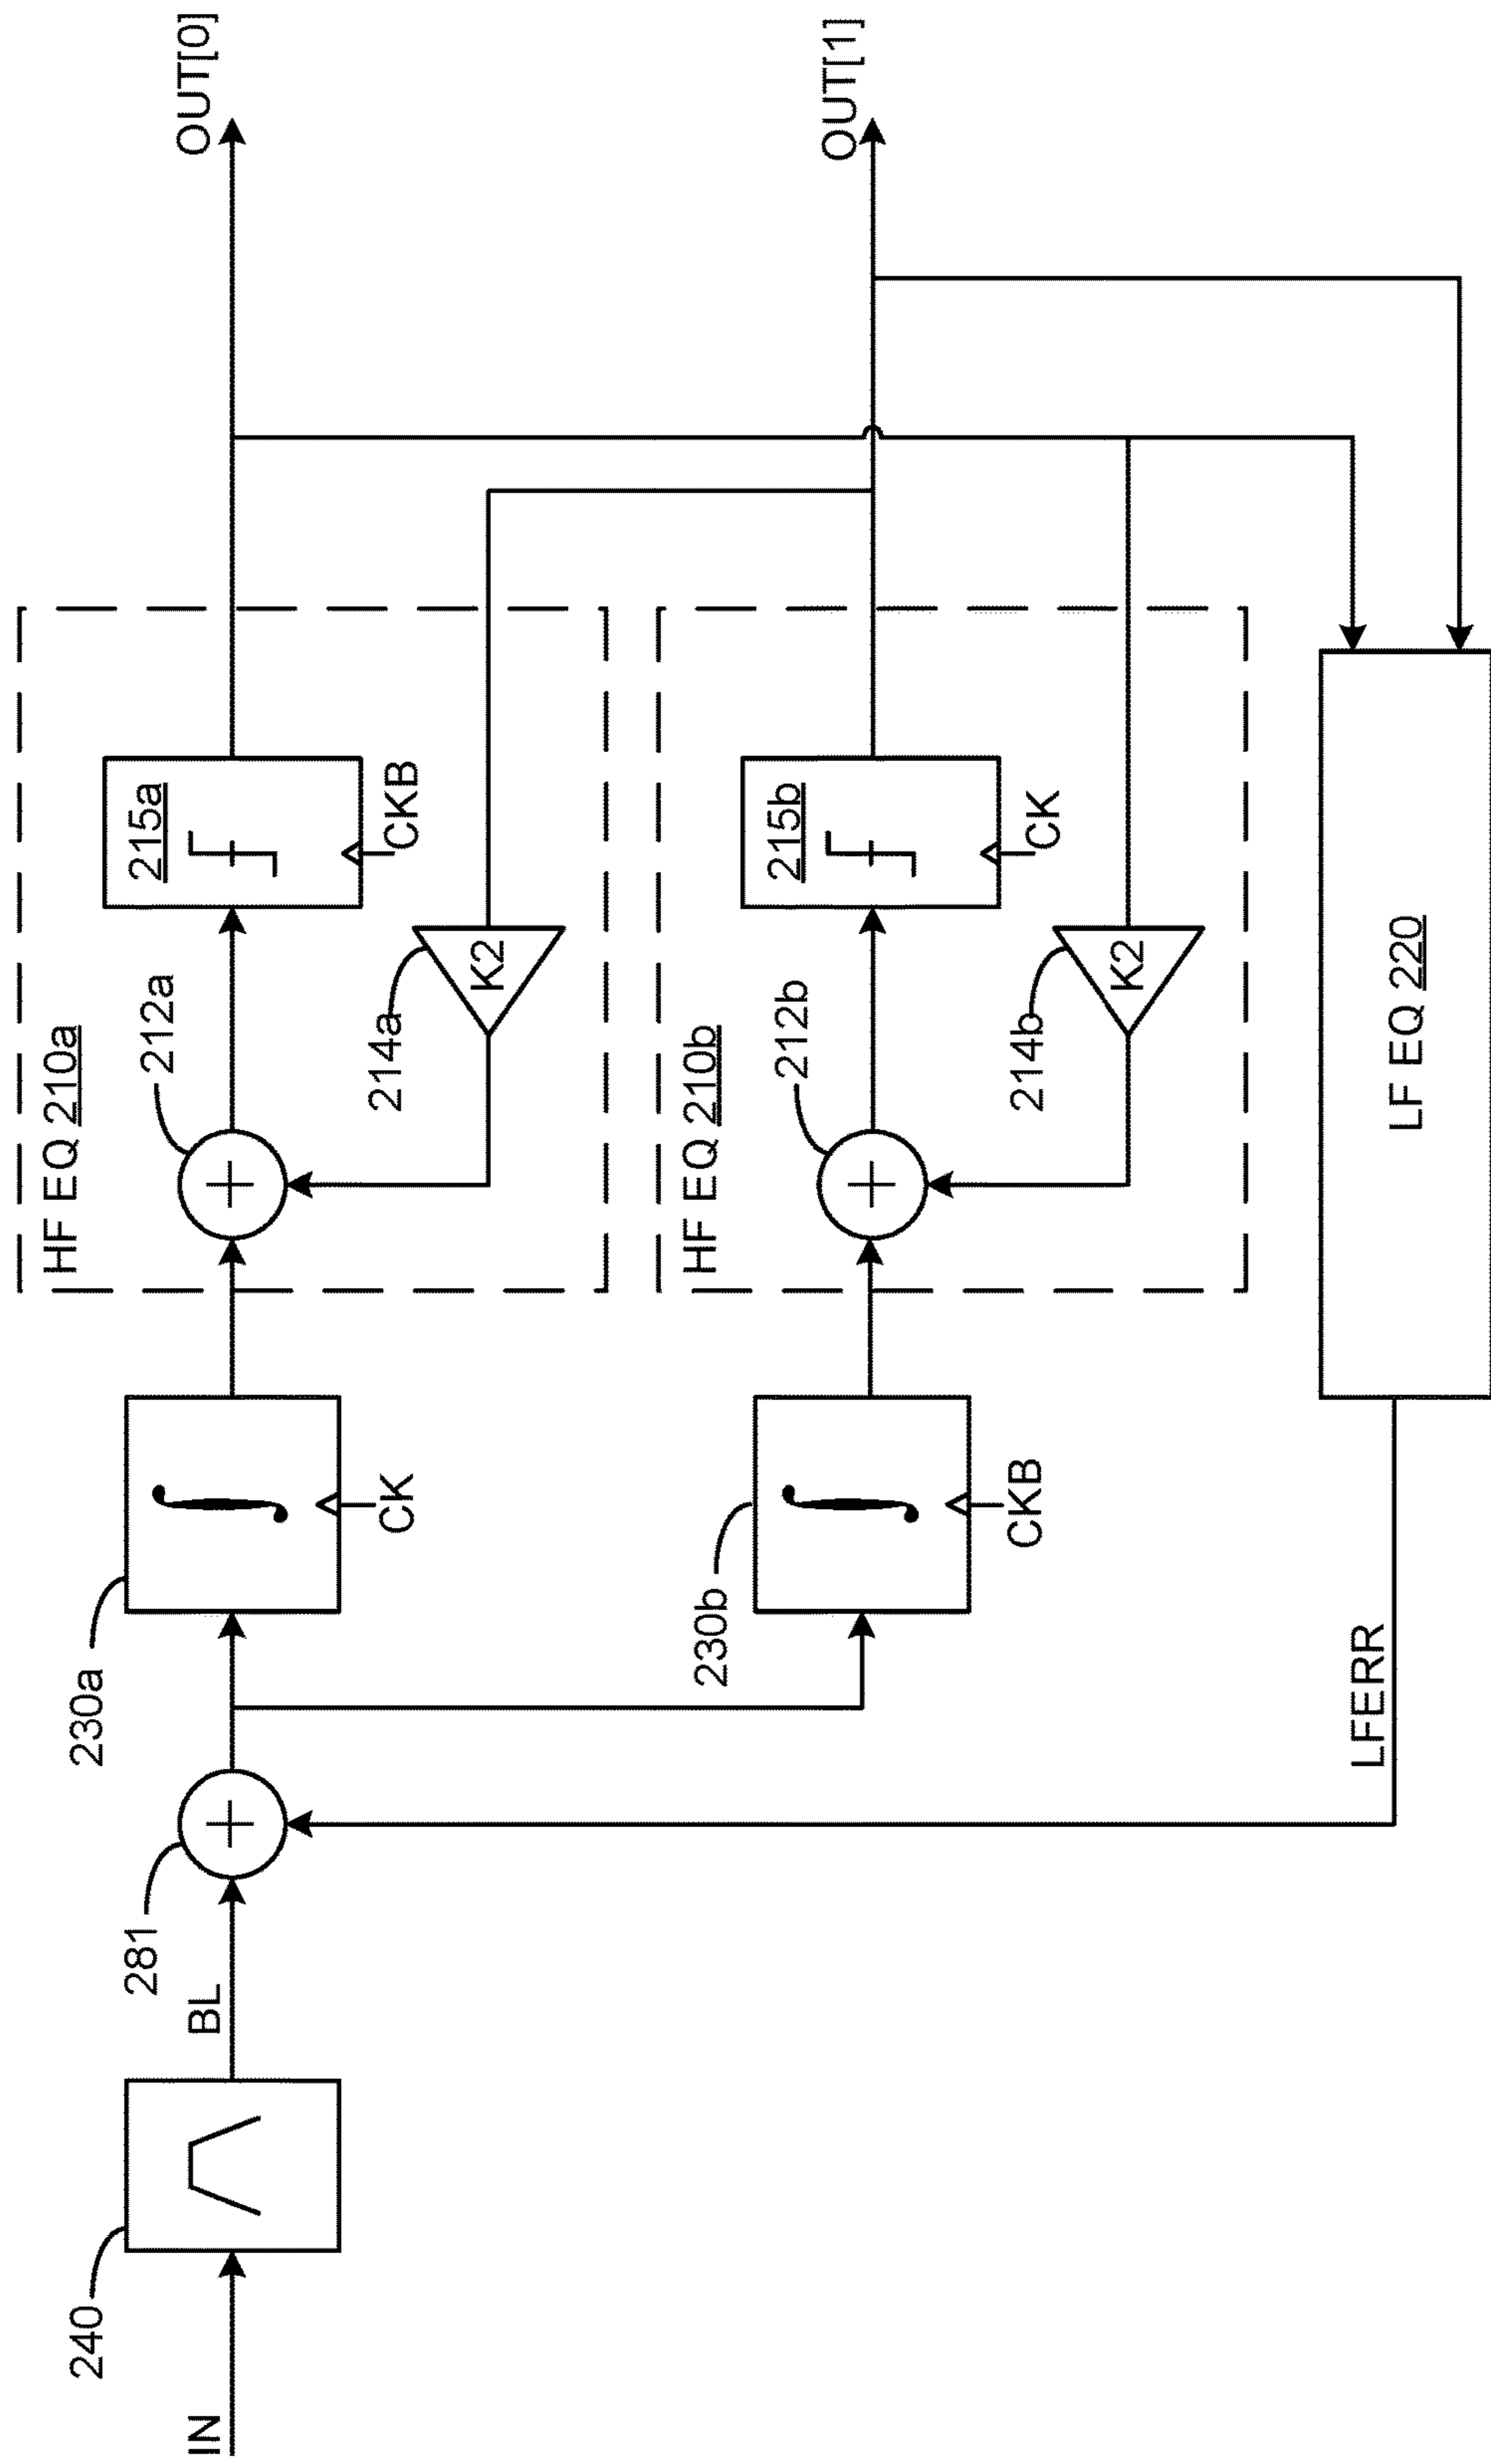 IN
240
BL
281
230a
CK
HF EQ 210a
212a
215a
CKB
214a
K2
OUT[0]
230b
CKB
HF EQ 210b
212b
215b
CK
214b
K2
OUT[1]
LFERR
LF EQ 220